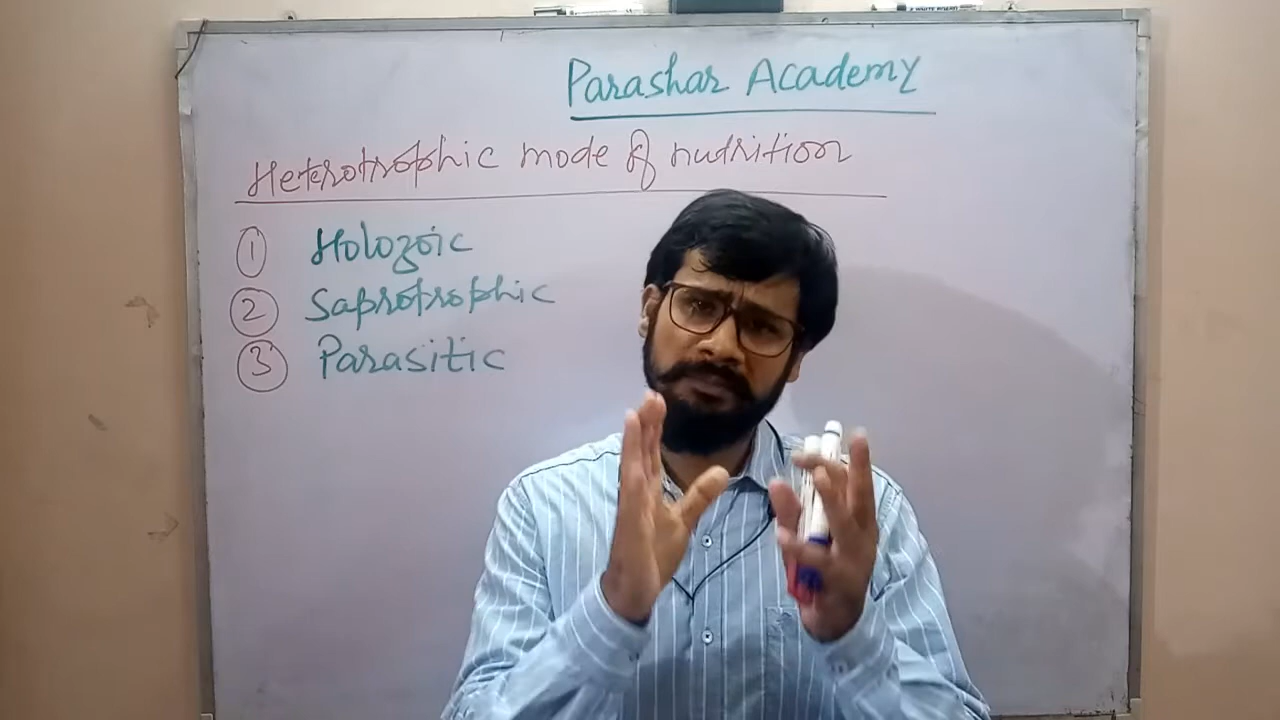 Parashar Academy
Heterotrophic mode of nutrition
1 Holozoic
2 Saprotrophic
3 Parasitic